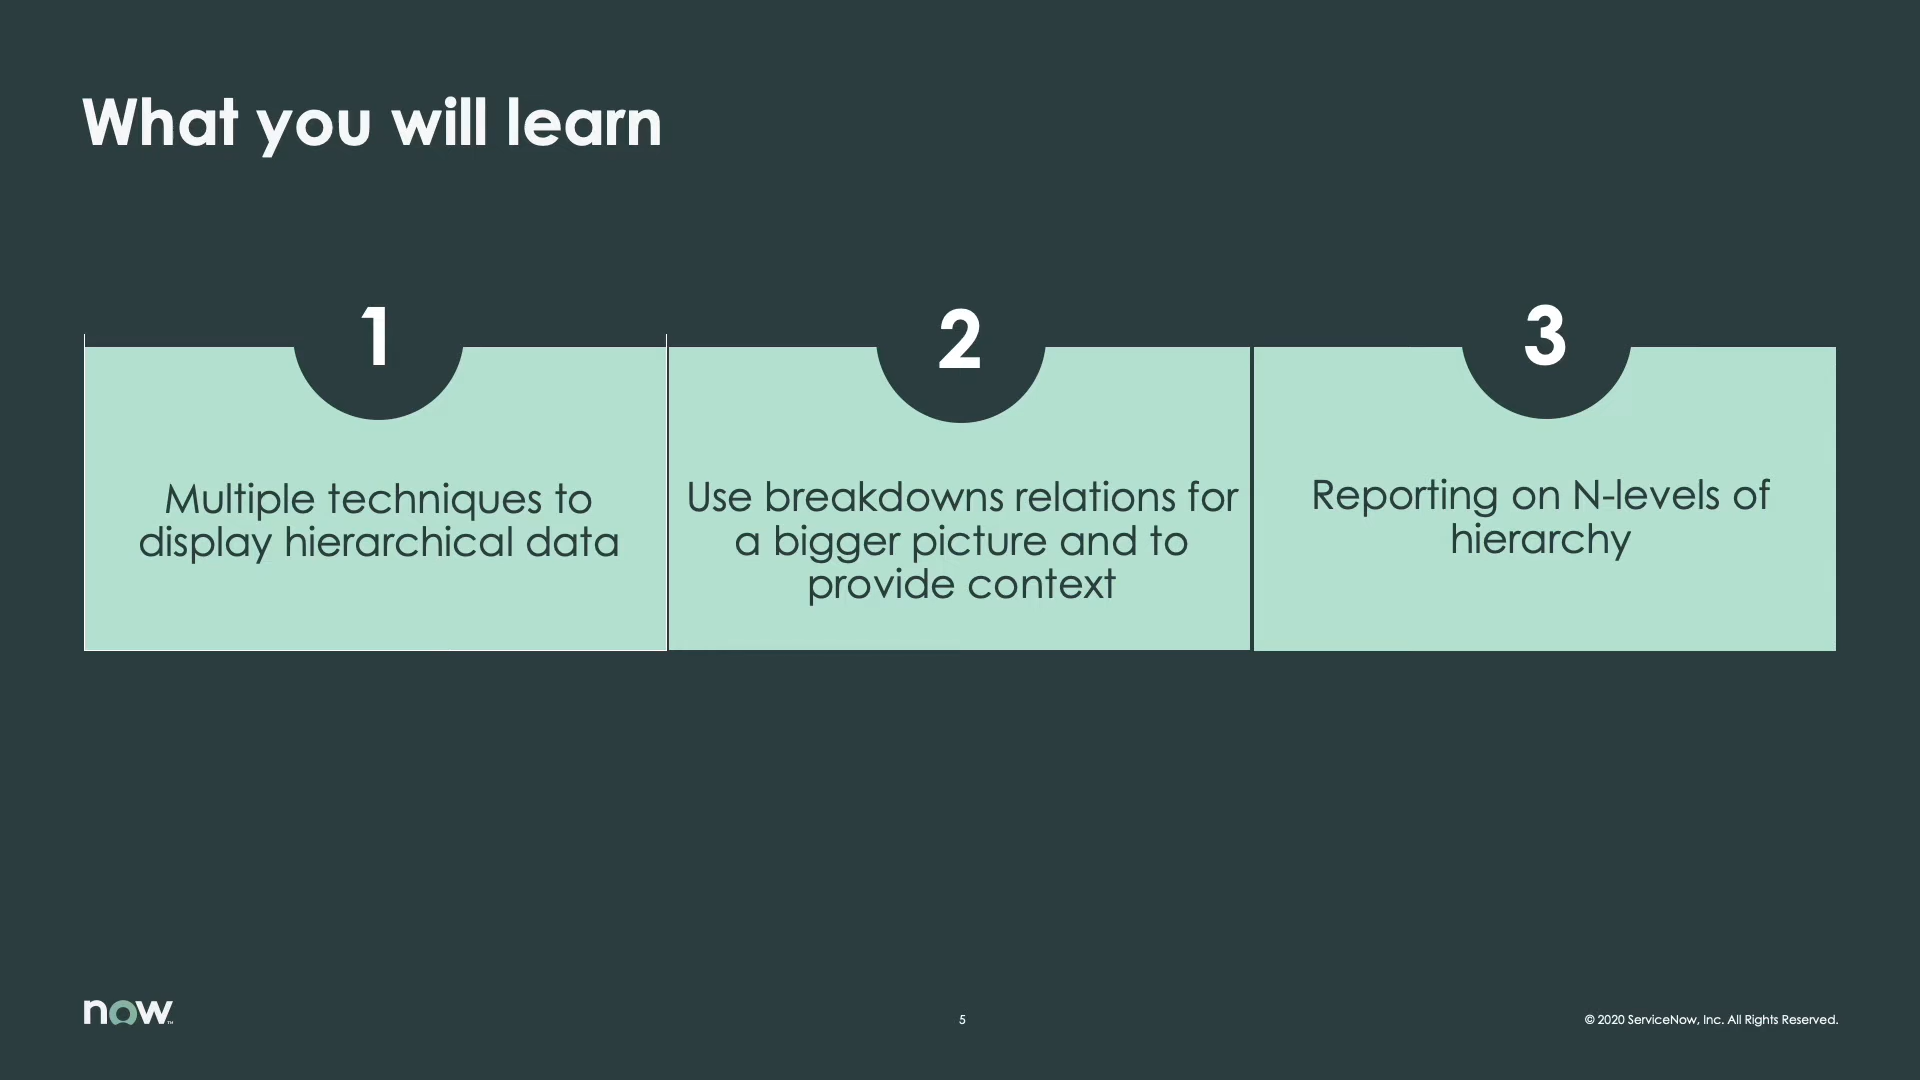 What you will learn
1
Multiple techniques to
display hierarchical data
2
Use breakdowns relations for
a bigger picture and to
provide context
3
Reporting on N-levels of
hierarchy
now™
5
© 2020 ServiceNow, Inc. All Rights Reserved.